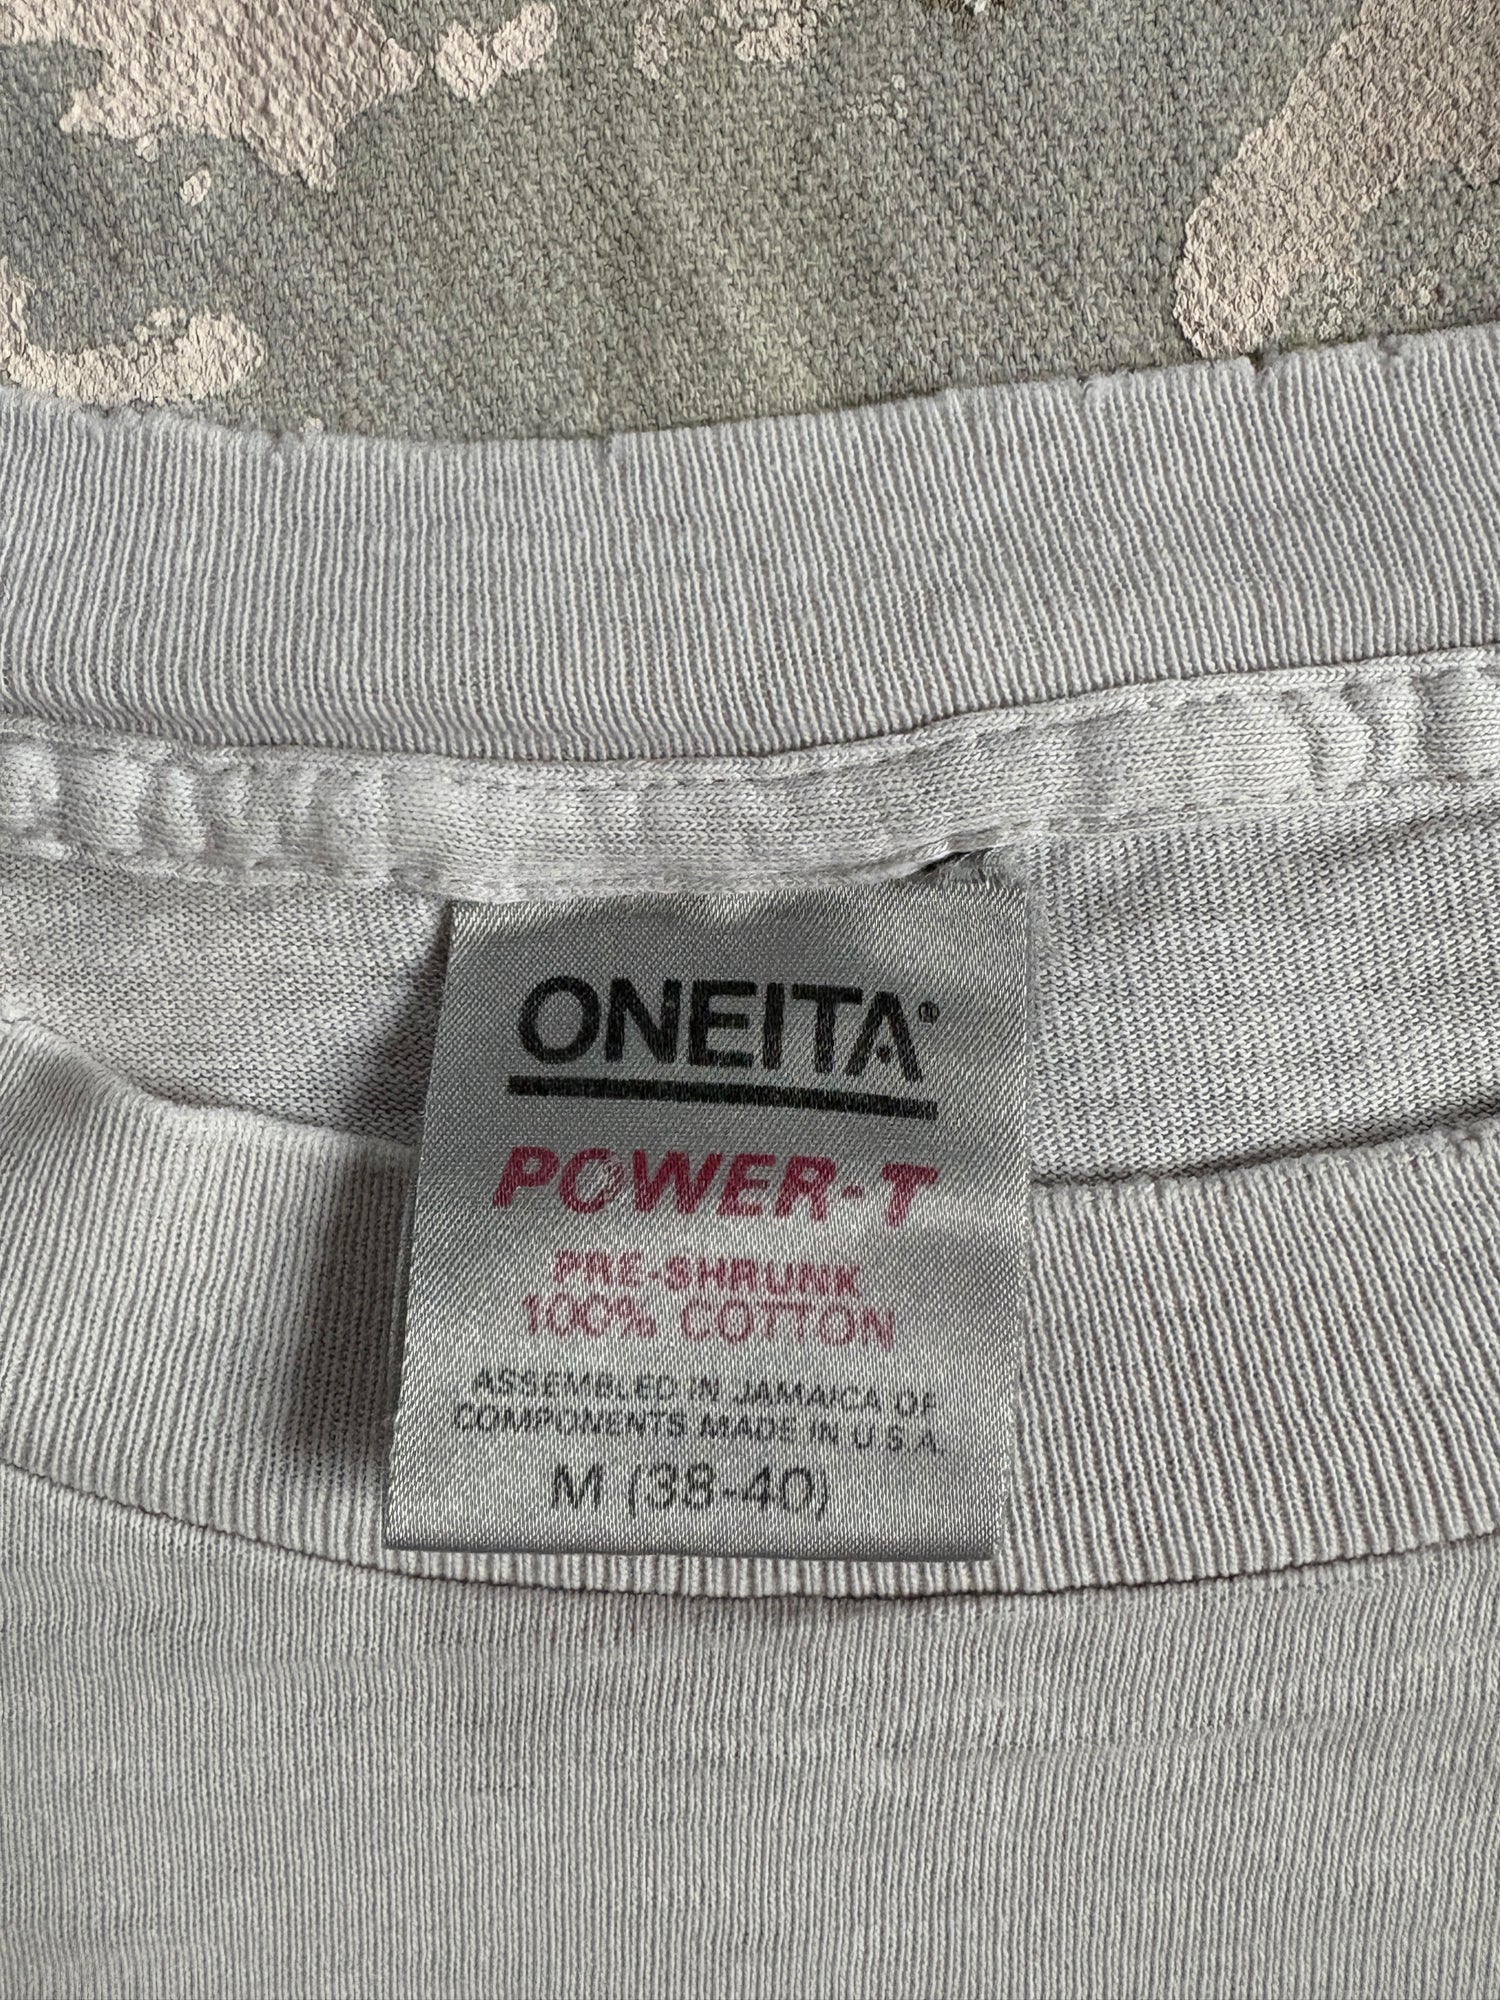 ONEITA®
POWER-T
PRE-SHRUNK
100% COTTON
ASSEMBLED IN JAMAICA OF
COMPONENTS MADE IN U S A.
M (38-40)